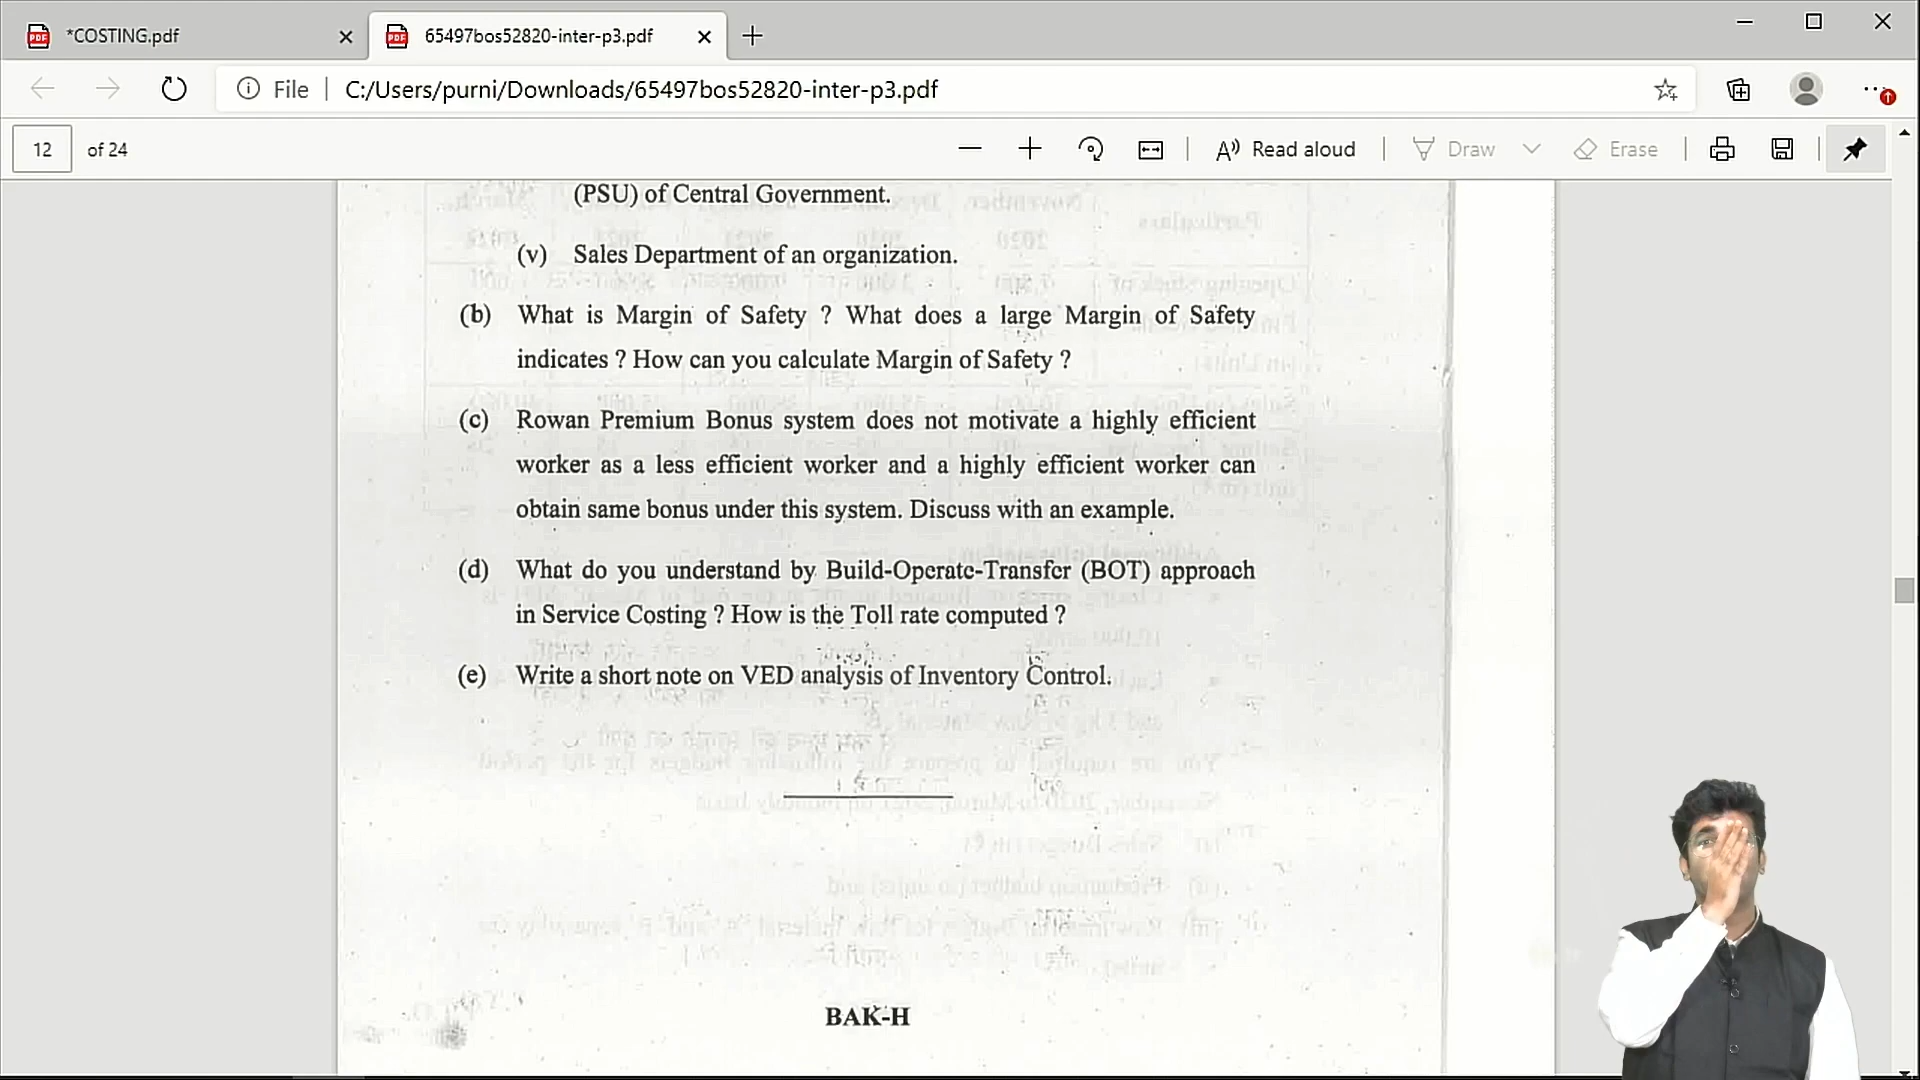 *COSTING.pdf
65497bos52820-inter-p3.pdf
File
C:/Users/purni/Downloads/65497bos52820-inter-p3.pdf
12 of 24
Read aloud
Draw
Erase
(PSU) of Central Government.
(v) Sales Department of an organization.
(b) What is Margin of Safety ? What does a large Margin of Safety
indicates ? How can you calculate Margin of Safety ?
(c) Rowan Premium Bonus system does not motivate a highly efficient
worker as a less efficient worker and a highly efficient worker can
obtain same bonus under this system. Discuss with an example.
(d) What do you understand by Build-Operate-Transfer (BOT) approach
in Service Costing ? How is the Toll rate computed ?
(e) Write a short note on VED analysis of Inventory Control.
BAK-H